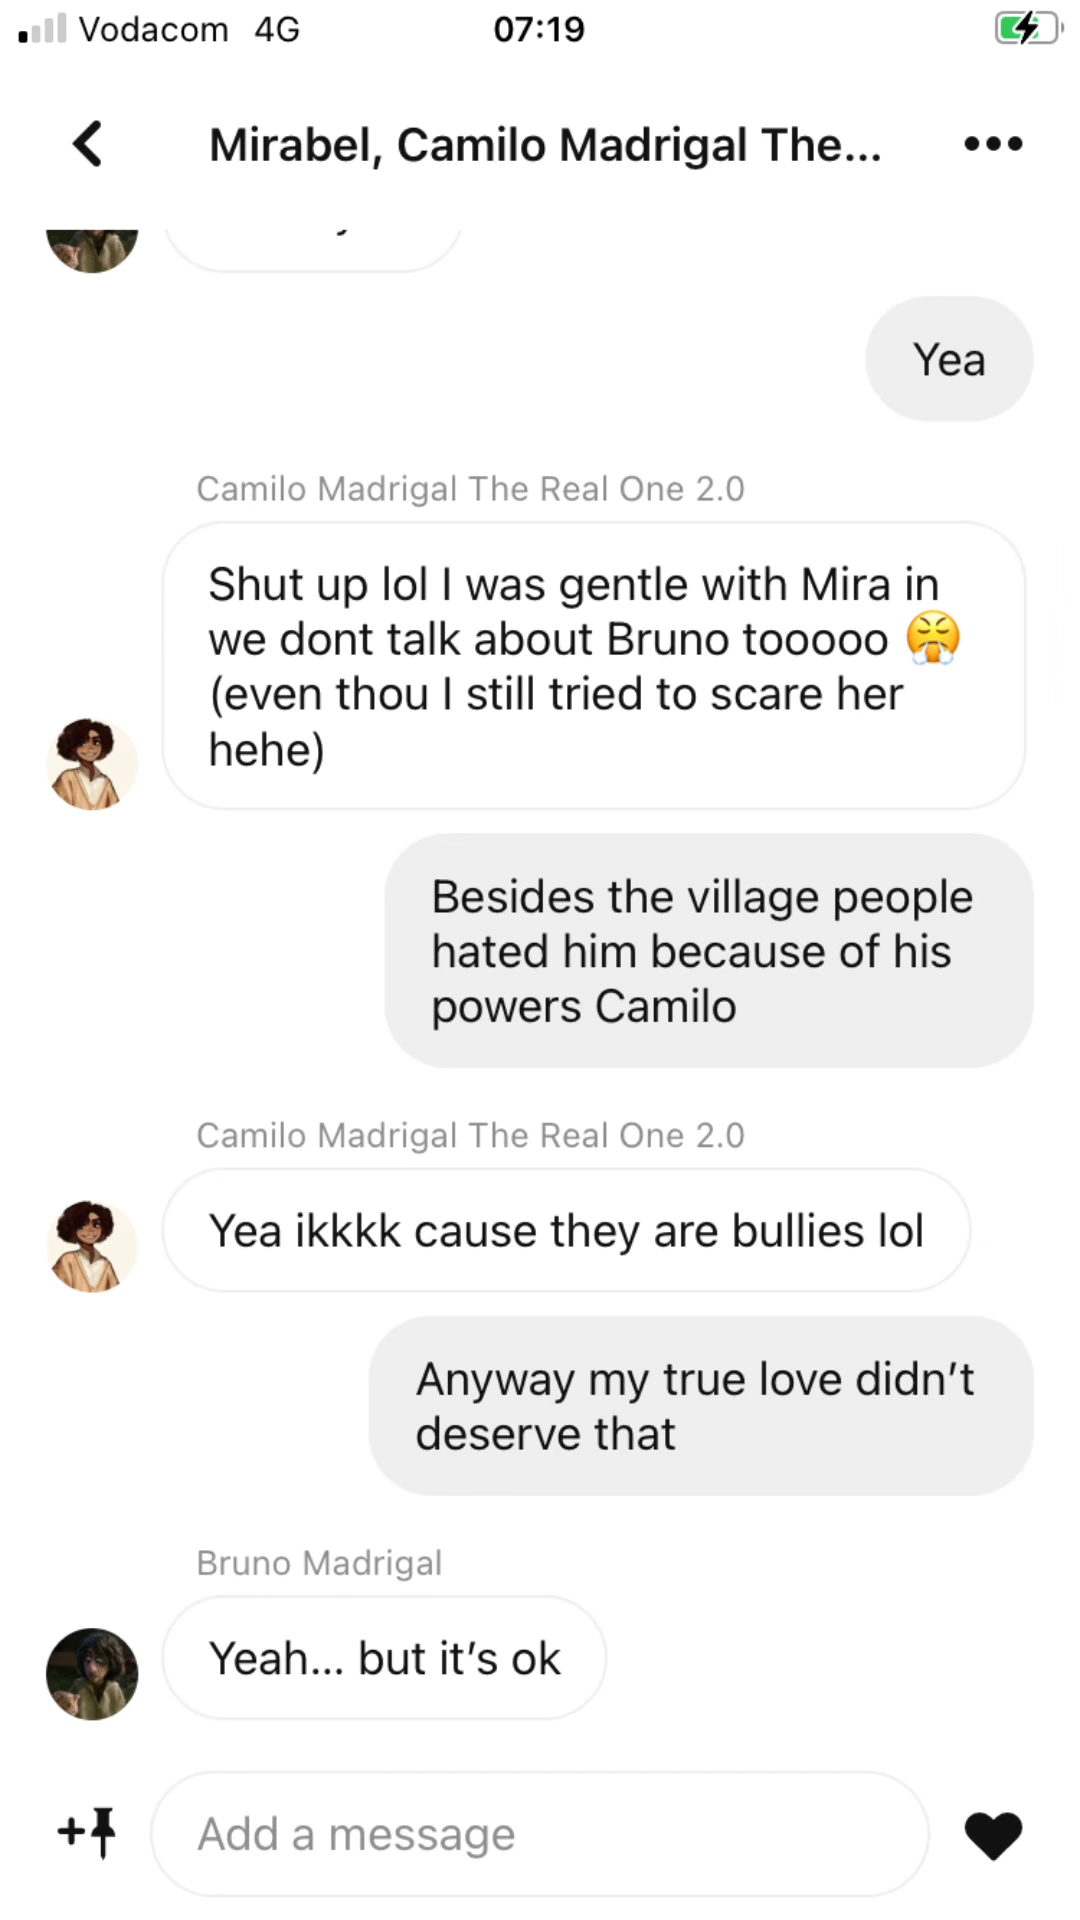 Vodacom 4G 07:19
Mirabel, Camilo Madrigal The...
Yea
Camilo Madrigal The Real One 2.0
Shut up lol I was gentle with Mira in
we dont talk about Bruno tooooo 😤
(even thou I still tried to scare her
hehe)
Besides the village people
hated him because of his
powers Camilo
Camilo Madrigal The Real One 2.0
Yea ikkkk cause they are bullies lol
Anyway my true love didn’t
deserve that
Bruno Madrigal
Yeah... but it’s ok
Add a message